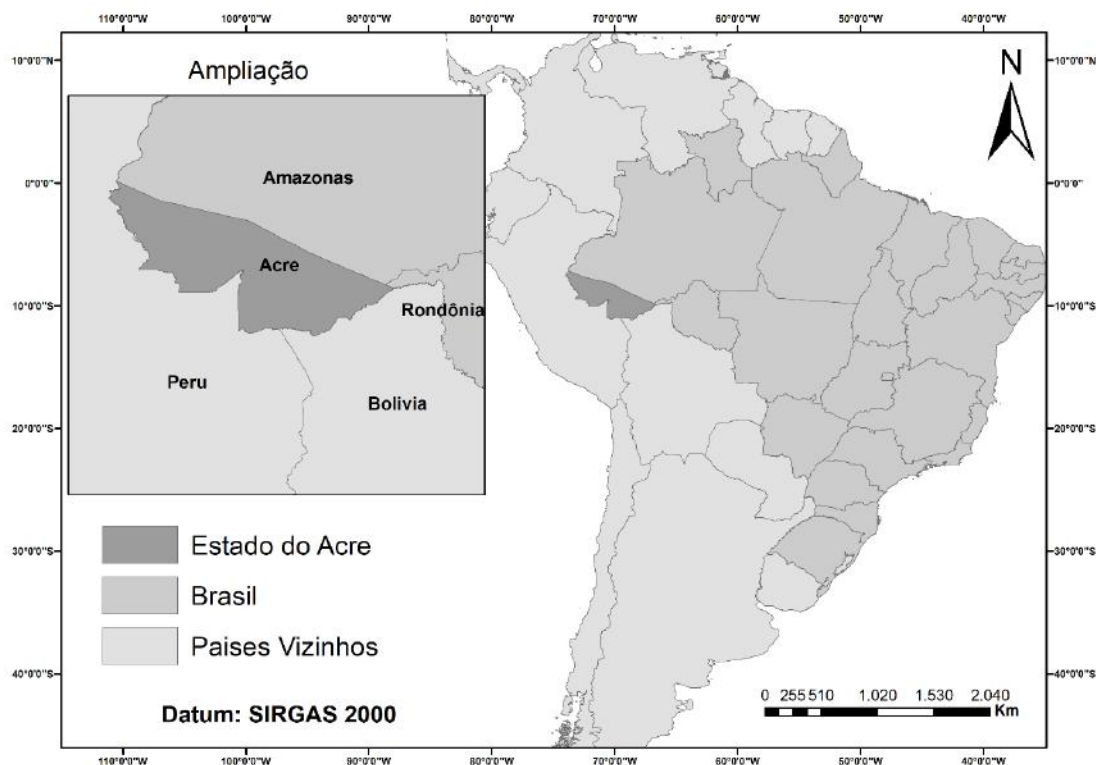 110°0'0"W 100°0'0"W 90°0'0"W 80°0'0"W 70°0'0"W 60°0'0"W 50°0'0"W 40°0'0"W
10°0'0"N
0°0'0"
10°0'0"S
20°0'0"S
30°0'0"S
40°0'0"S
Ampliação
Amazonas
Acre
Rondônia
Peru
Bolivia
N
10°0'0"N
0°0'0"
10°0'0"S
20°0'0"S
30°0'0"S
40°0'0"S
Estado do Acre
Brasil
Paises Vizinhos
Datum: SIRGAS 2000
0 255 510 1.020 1.530 2.040
Km
110°0'0"W 100°0'0"W 90°0'0"W 80°0'0"W 70°0'0"W 60°0'0"W 50°0'0"W 40°0'0"W